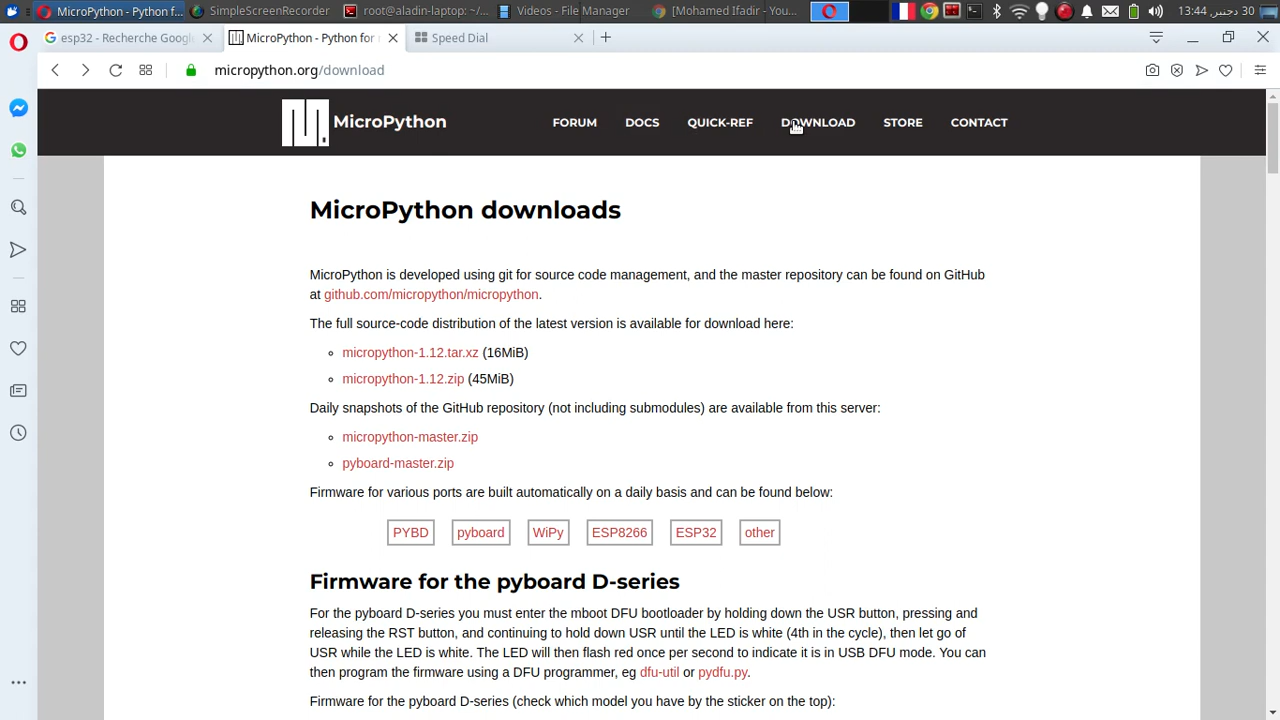 MicroPython - Python f...
SimpleScreenRecorder
root@aladin-laptop: ~/...
Videos - File Manager
[Mohamed Ifadir - You...
30 دجنبر, 13:44
esp32 - Recherche Googl
MicroPython - Python for
Speed Dial
micropython.org/download
MicroPython
FORUM
DOCS
QUICK-REF
DOWNLOAD
STORE
CONTACT
MicroPython downloads
MicroPython is developed using git for source code management, and the master repository can be found on GitHub
at github.com/micropython/micropython.
The full source-code distribution of the latest version is available for download here:
micropython-1.12.tar.xz (16MiB)
micropython-1.12.zip (45MiB)
Daily snapshots of the GitHub repository (not including submodules) are available from this server:
micropython-master.zip
pyboard-master.zip
Firmware for various ports are built automatically on a daily basis and can be found below:
PYBD
pyboard
WiPy
ESP8266
ESP32
other
Firmware for the pyboard D-series
For the pyboard D-series you must enter the mboot DFU bootloader by holding down the USR button, pressing and
releasing the RST button, and continuing to hold down USR until the LED is white (4th in the cycle), then let go of
USR while the LED is white. The LED will then flash red once per second to indicate it is in USB DFU mode. You can
then program the firmware using a DFU programmer, eg dfu-util or pydfu.py.
Firmware for the pyboard D-series (check which model you have by the sticker on the top):